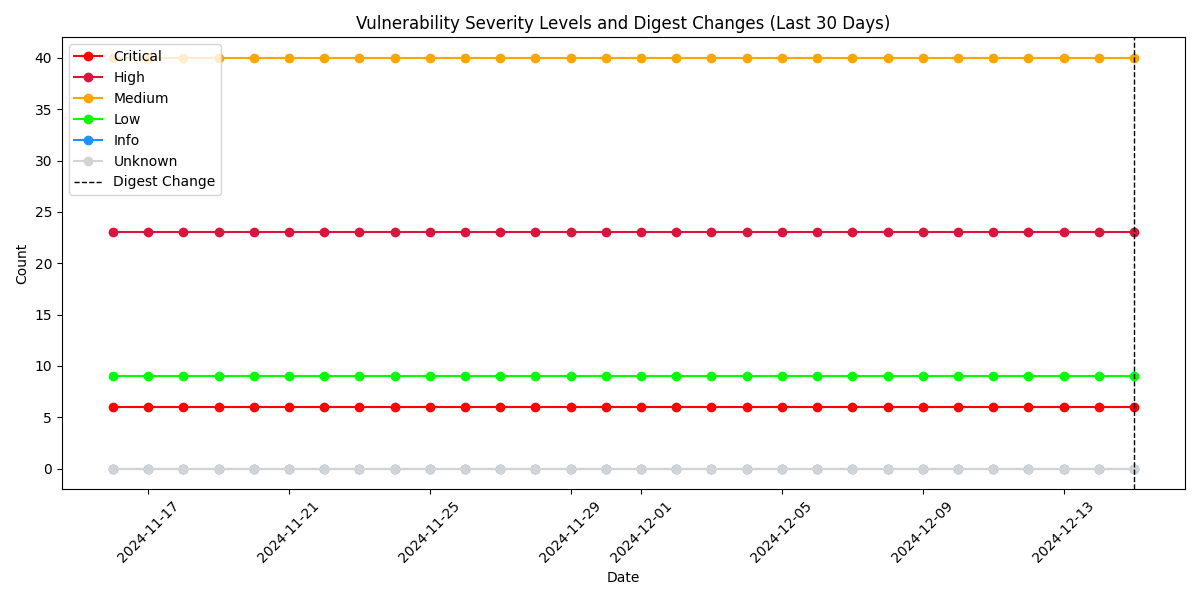 Vulnerability Severity Levels and Digest Changes (Last 30 Days)
Critical
High
Medium
Low
Info
Unknown
Digest Change
Count
40
35
30
25
20
15
10
5
0
2024-11-17
2024-11-21
2024-11-25
2024-11-29
2024-12-01
2024-12-05
2024-12-09
2024-12-13
Date